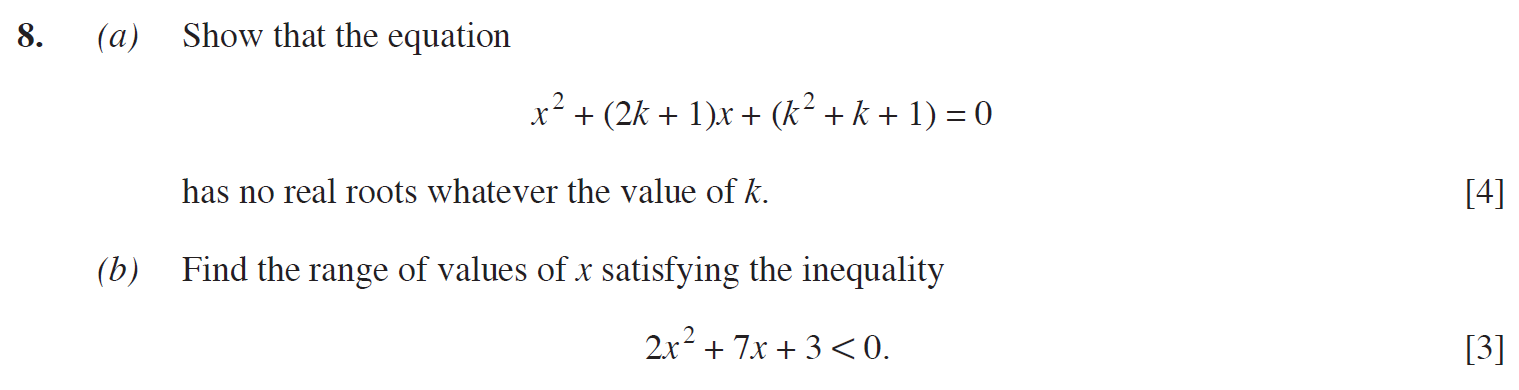 8. (a) Show that the equation
x² + (2k + 1)x + (k² + k + 1) = 0
has no real roots whatever the value of k. [4]
(b) Find the range of values of x satisfying the inequality
2x² + 7x + 3 < 0. [3]